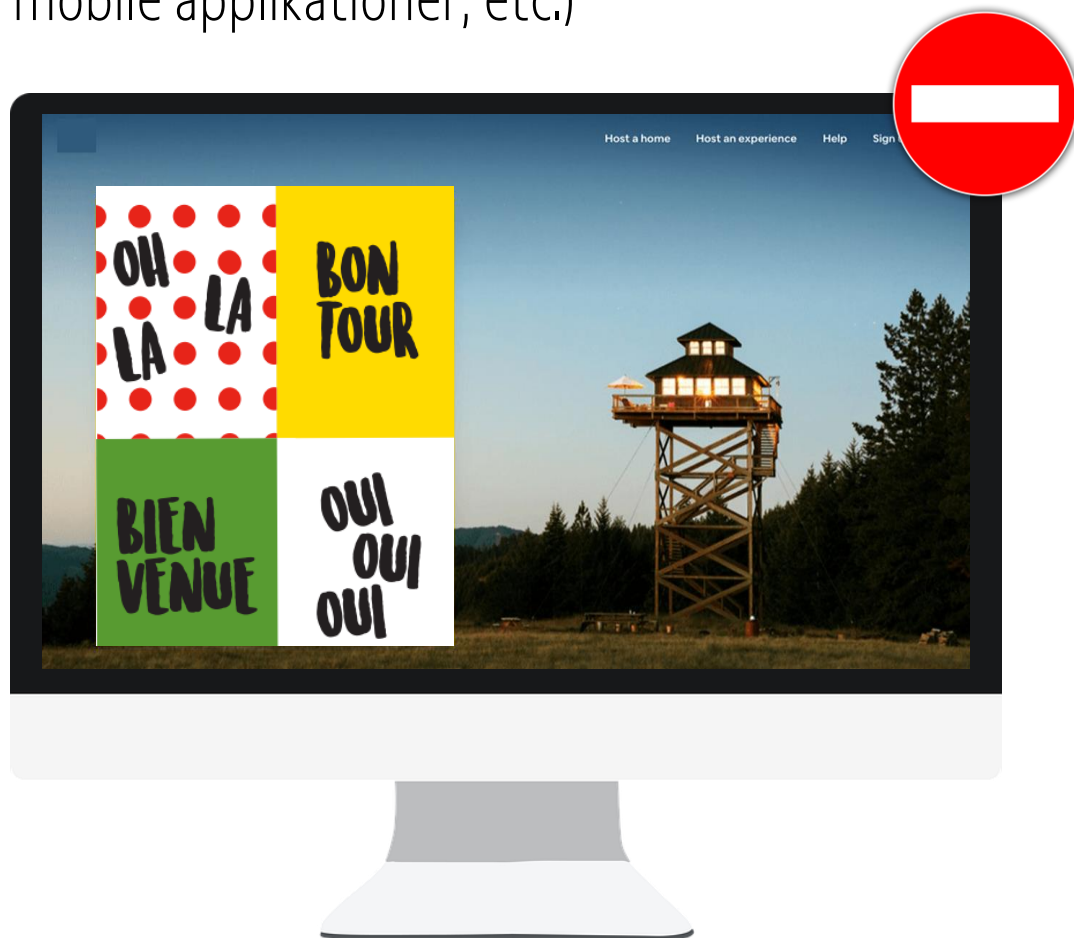 mobile applikationer, etc.)
Host a home Host an experience Help Sign
OH
LA
LA
BON
TOUR
BIEN
VENUE
OUI
OUI
OUI